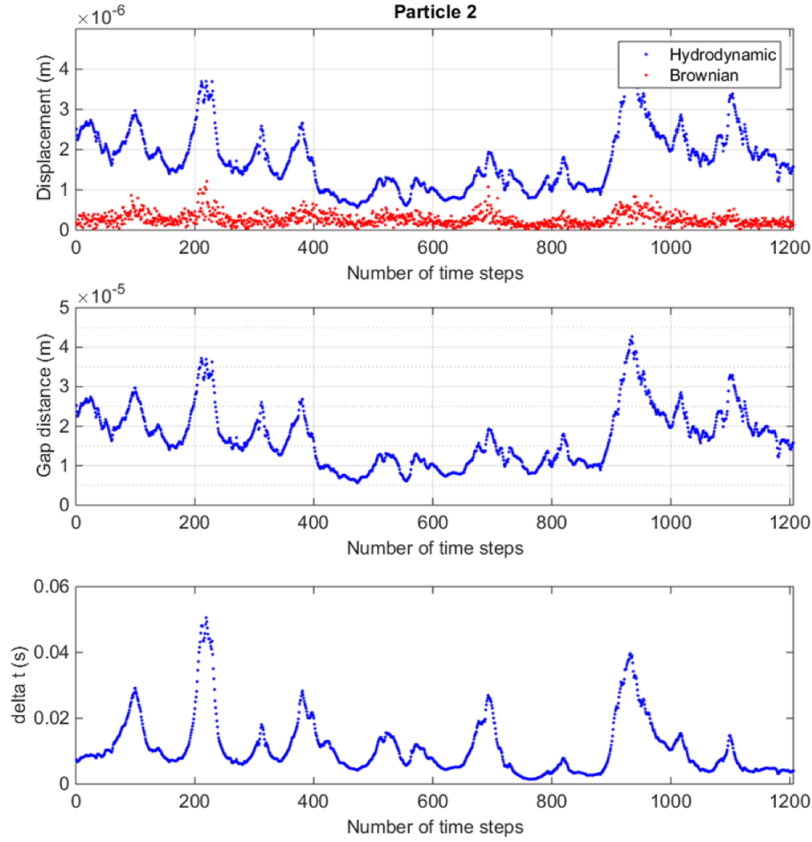 Particle 2
×10-6
Displacement (m)
4
3
2
1
0
Hydrodynamic
Brownian
0 200 400 600 800 1000 1200
Number of time steps
×10-5
Gap distance (m)
5
4
3
2
1
0
0 200 400 600 800 1000 1200
Number of time steps
delta t (s)
0.06
0.04
0.02
0
0 200 400 600 800 1000 1200
Number of time steps